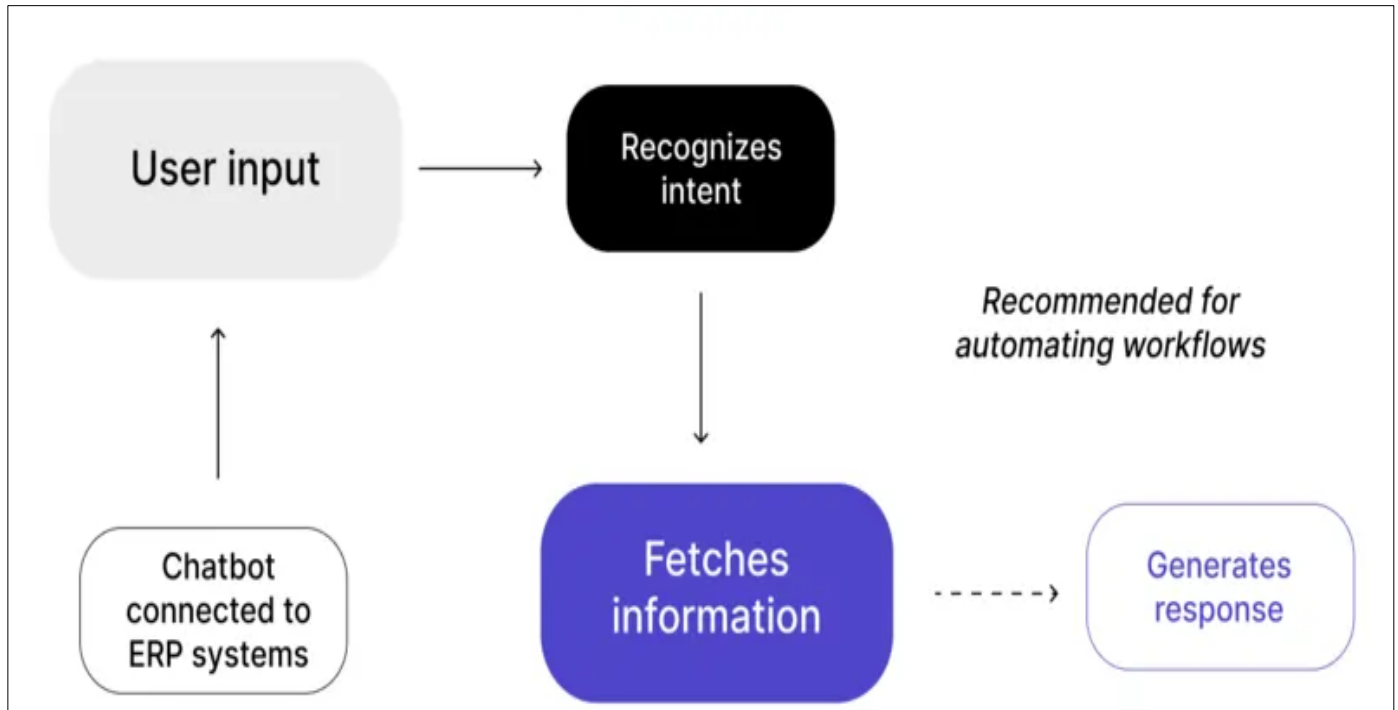 User input
Recognizes
intent
Recommended for
automating workflows
Chatbot
connected to
ERP systems
Fetches
information
Generates
response